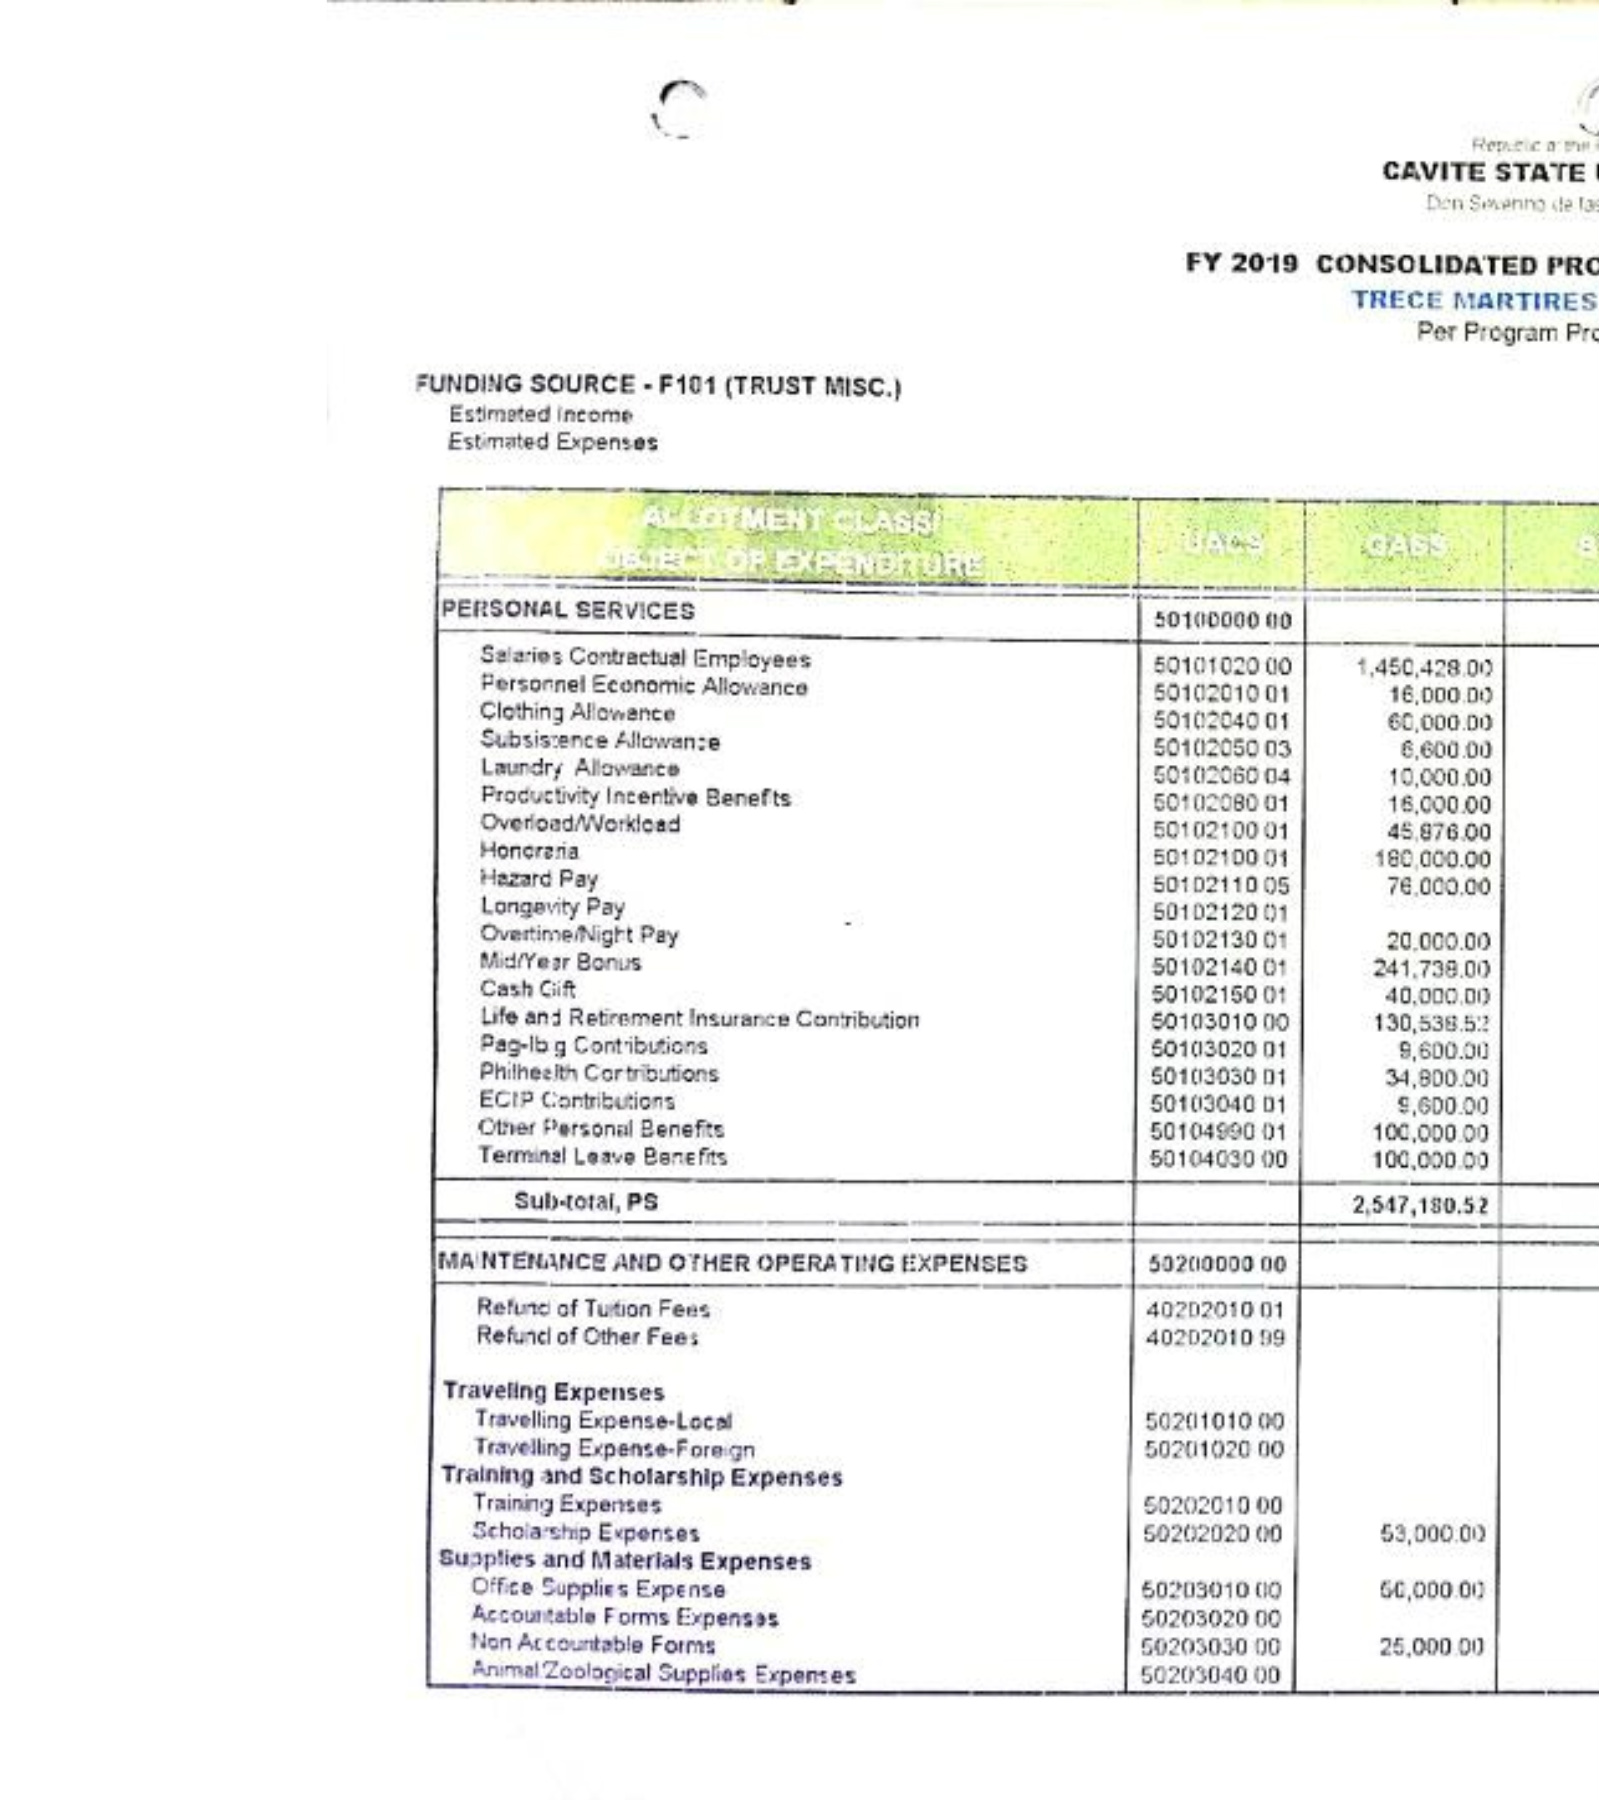 Republic of the
CAVITE STATE
Don Severino de las
FY 2019 CONSOLIDATED PRO
TRECE MARTIRES
Per Program Pro
FUNDING SOURCE - F101 (TRUST MISC.)
Estimated Income
Estimated Expenses
ALLOTMENT CLASS/ OBJECT OF EXPENDITURE UACS GASS
PERSONAL SERVICES 50100000 00
Salaries Contractual Employees 50101020 00 1,450,428.00
Personnel Economic Allowance 50102010 01 16,000.00
Clothing Allowance 50102040 01 60,000.00
Subsistence Allowance 50102050 03 6,600.00
Laundry Allowance 50102060 04 10,000.00
Productivity Incentive Benefits 50102080 01 16,000.00
Overload/Workload 50102100 01 45,876.00
Honoraria 50102100 01 180,000.00
Hazard Pay 50102110 05 76,000.00
Longevity Pay 50102120 01
Overtime/Night Pay 50102130 01 20,000.00
Mid/Year Bonus 50102140 01 241,738.00
Cash Gift 50102150 01 40,000.00
Life and Retirement Insurance Contribution 50103010 00 130,538.52
Pag-Ibig Contributions 50103020 01 9,600.00
Philhealth Contributions 50103030 01 34,800.00
ECIP Contributions 50103040 01 9,600.00
Other Personal Benefits 50104990 01 100,000.00
Terminal Leave Benefits 50104030 00 100,000.00
Sub-total, PS 2,547,180.52
MAINTENANCE AND OTHER OPERATING EXPENSES 50200000 00
Refund of Tuition Fees 40202010 01
Refund of Other Fees 40202010 99
Traveling Expenses
Travelling Expense-Local 50201010 00
Travelling Expense-Foreign 50201020 00
Training and Scholarship Expenses
Training Expenses 50202010 00
Scholarship Expenses 50202020 00 53,000.00
Supplies and Materials Expenses
Office Supplies Expense 50203010 00 50,000.00
Accountable Forms Expenses 50203020 00
Non Accountable Forms 50203030 00 25,000.00
Animal/Zoological Supplies Expenses 50203040 00